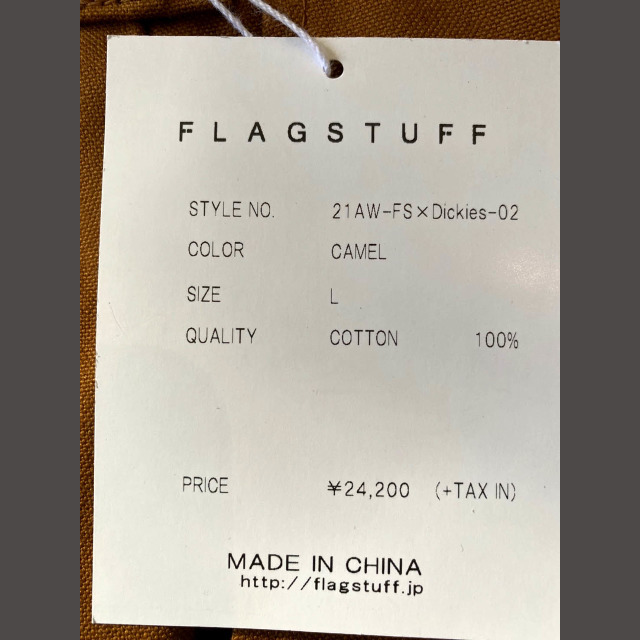 FLAGSTUFF
STYLE NO. 21AW-FS×Dickies-02
COLOR CAMEL
SIZE L
QUALITY COTTON 100%
PRICE ¥24,200 (+TAX IN)
MADE IN CHINA
http://flagstuff.jp